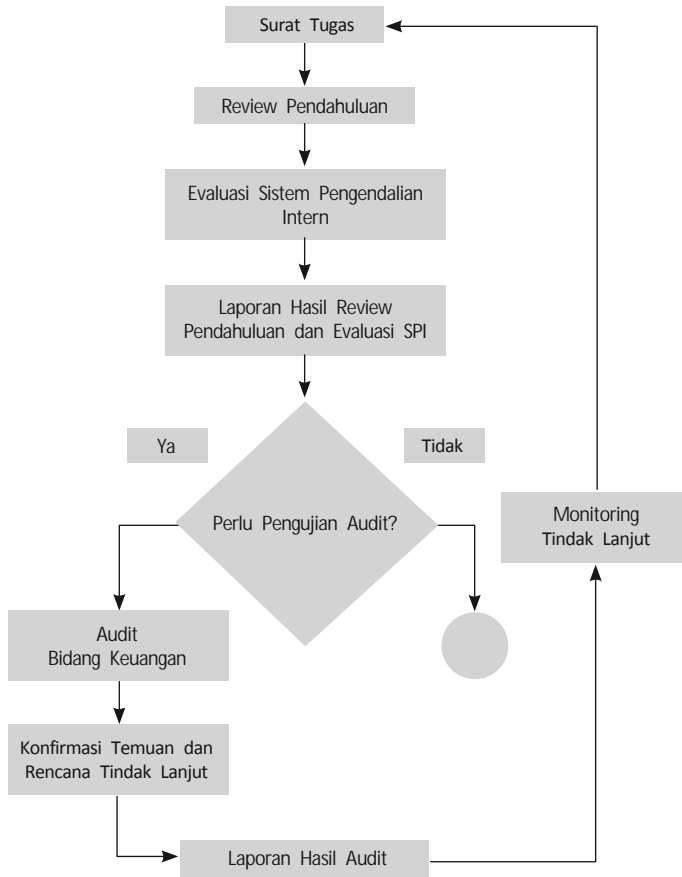 Surat Tugas
Review Pendahuluan
Evaluasi Sistem Pengendalian
Intern
Laporan Hasil Review
Pendahuluan dan Evaluasi SPI
Ya
Tidak
Perlu Pengujian Audit?
Monitoring
Tindak Lanjut
Audit
Bidang Keuangan
Konfirmasi Temuan dan
Rencana Tindak Lanjut
Laporan Hasil Audit